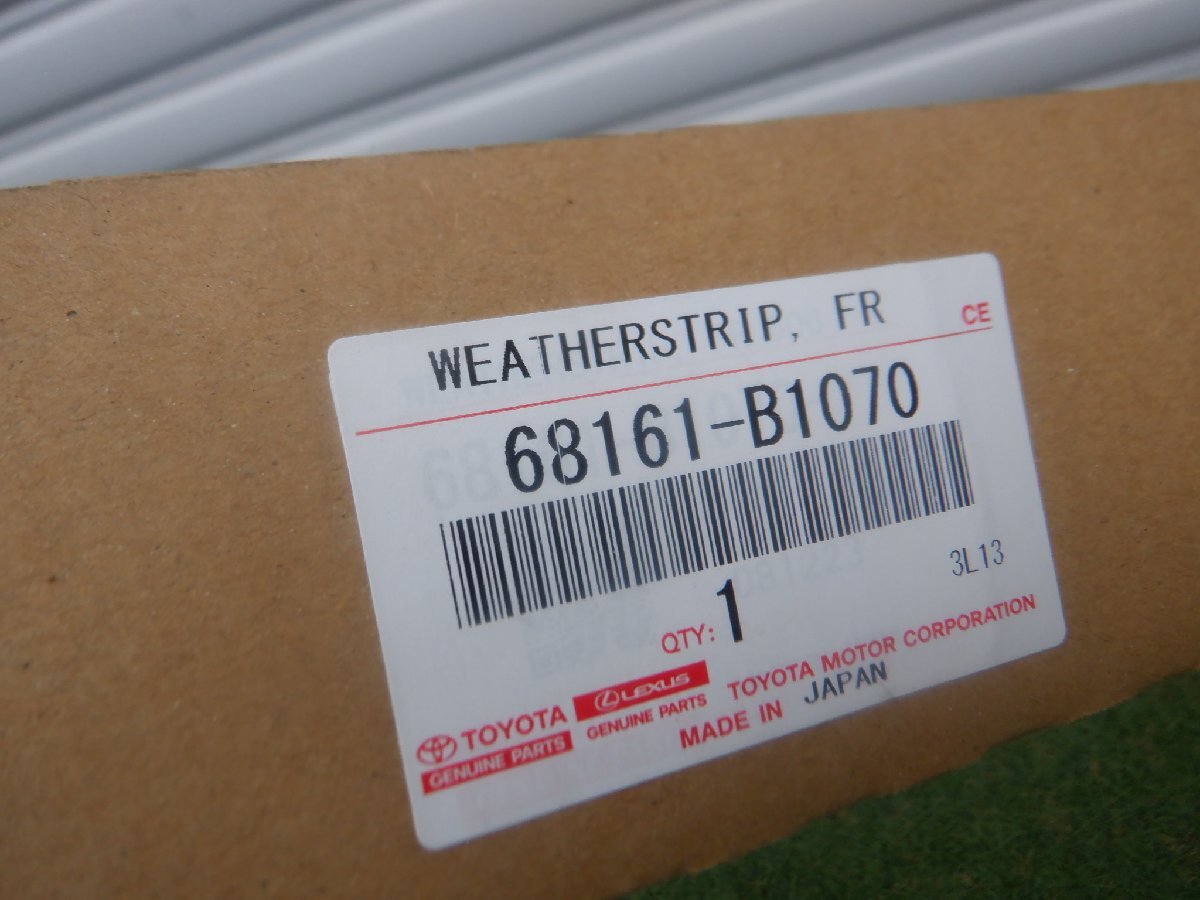 WEATHERSTRIP, FR
CE
68161-B1070
3L13
QTY: 1
TOYOTA
GENUINE PARTS
LEXUS
GENUINE PARTS
TOYOTA MOTOR CORPORATION
MADE IN JAPAN